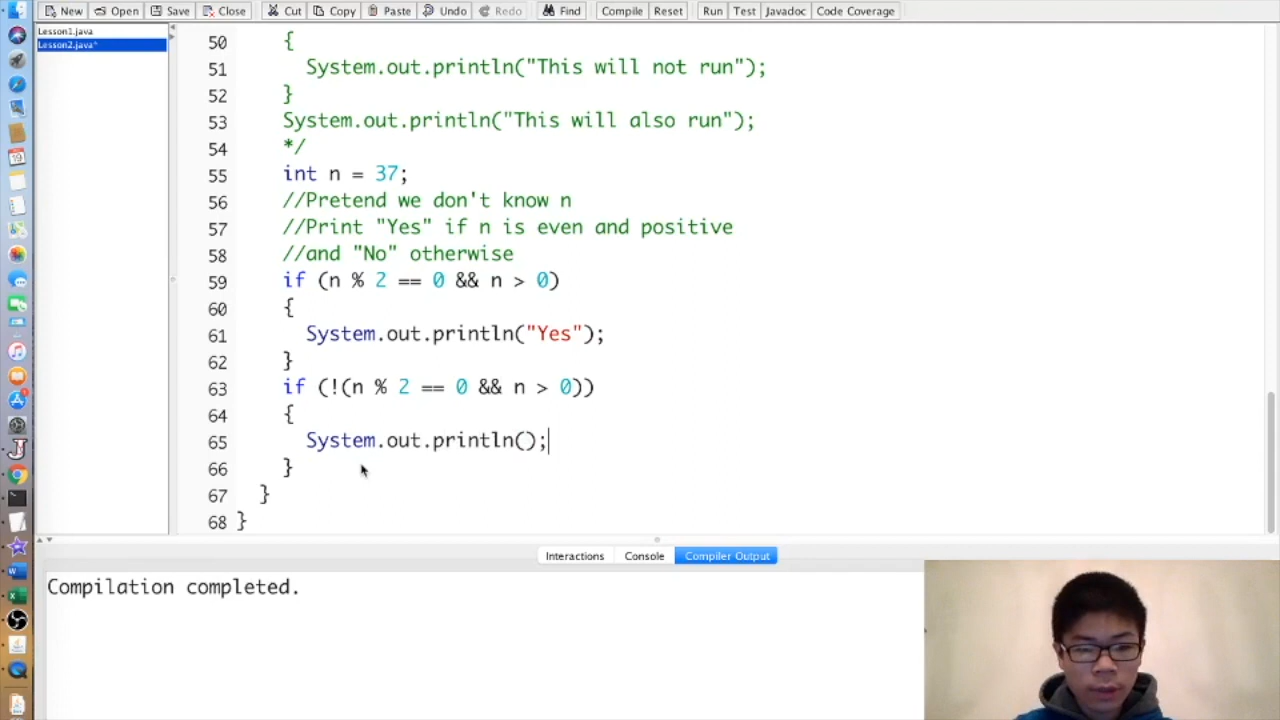 New Open Save Close Cut Copy Paste Undo Redo Find Compile Reset Run Test Javadoc Code Coverage
Lesson1.java
Lesson2.java*
50 {
51 System.out.println("This will not run");
52 }
53 System.out.println("This will also run");
54 */
55 int n = 37;
56 //Pretend we don't know n
57 //Print "Yes" if n is even and positive
58 //and "No" otherwise
59 if (n % 2 == 0 && n > 0)
60 {
61 System.out.println("Yes");
62 }
63 if (!(n % 2 == 0 && n > 0))
64 {
65 System.out.println();
66 }
67 }
68 }
Interactions Console Compiler Output
Compilation completed.
19